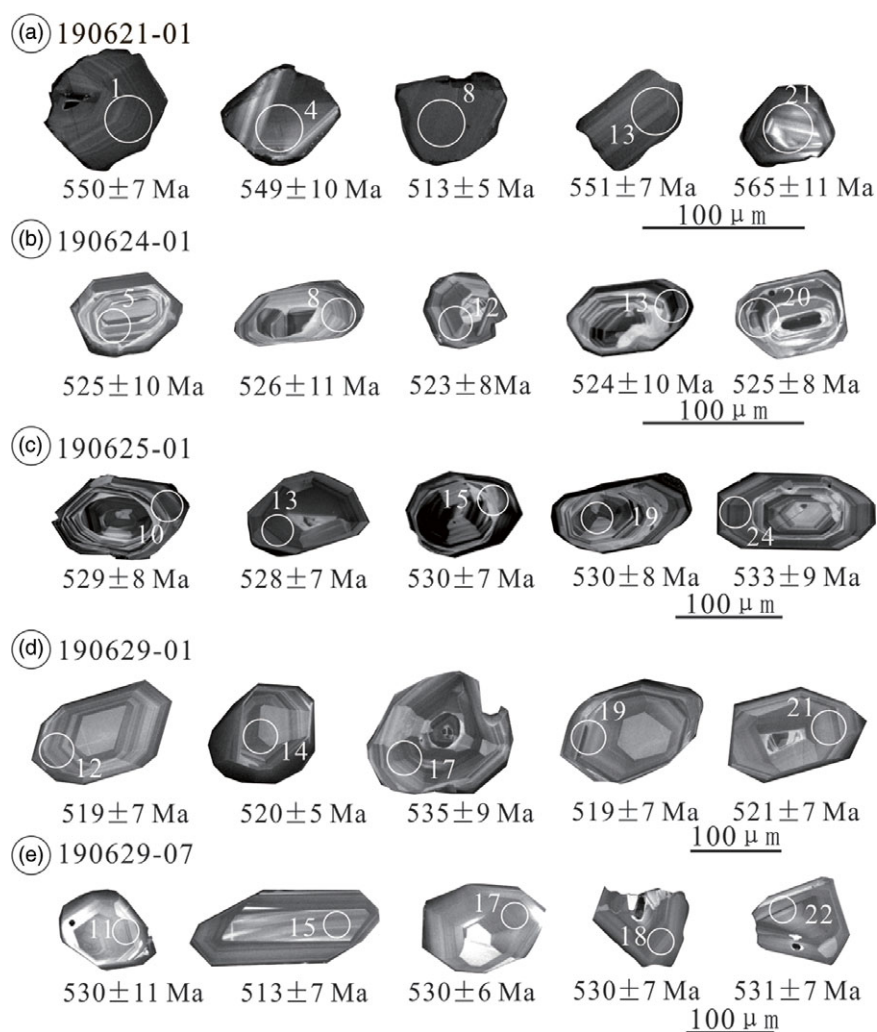 (a) 190621-01
1 4 8 13 21
550±7 Ma 549±10 Ma 513±5 Ma 551±7 Ma 565±11 Ma
100 μm
(b) 190624-01
5 8 12 13 20
525±10 Ma 526±11 Ma 523±8Ma 524±10 Ma 525±8 Ma
100 μm
(c) 190625-01
10 13 15 19 24
529±8 Ma 528±7 Ma 530±7 Ma 530±8 Ma 533±9 Ma
100 μm
(d) 190629-01
12 14 17 19 21
519±7 Ma 520±5 Ma 535±9 Ma 519±7 Ma 521±7 Ma
100 μm
(e) 190629-07
11 15 17 18 22
530±11 Ma 513±7 Ma 530±6 Ma 530±7 Ma 531±7 Ma
100 μm